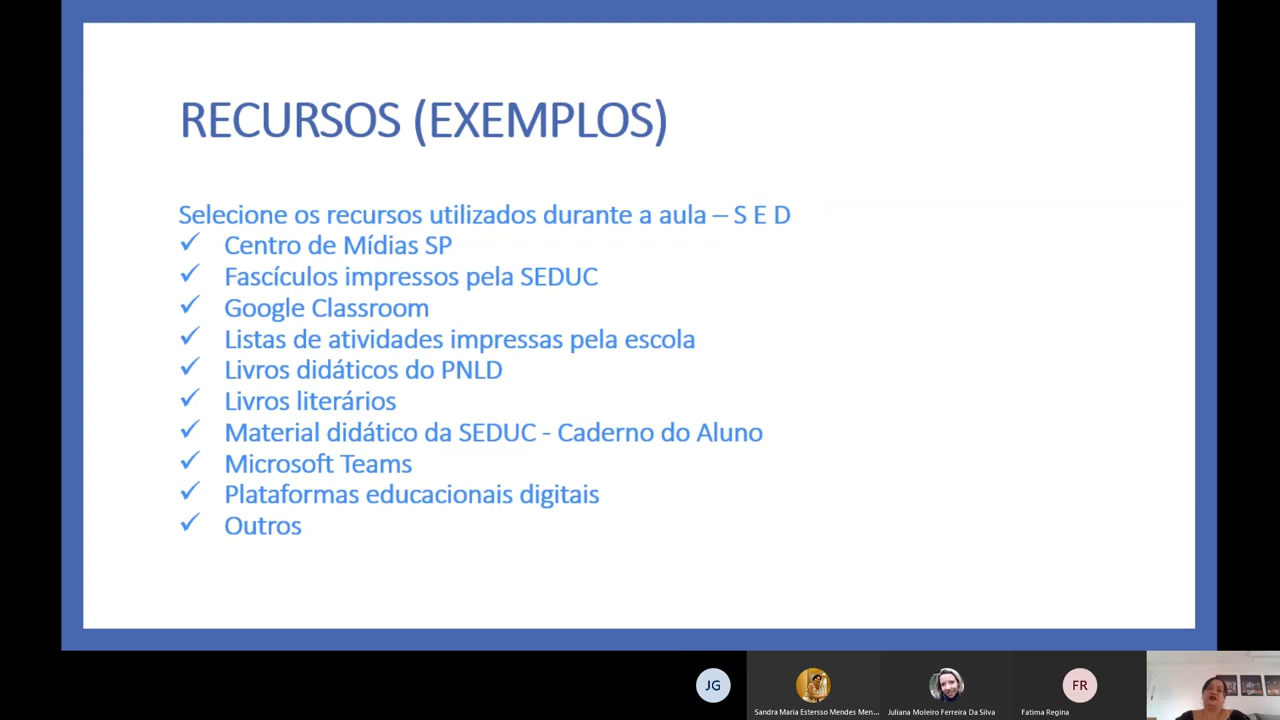 RECURSOS (EXEMPLOS)
Selecione os recursos utilizados durante a aula – S E D
✓ Centro de Mídias SP
✓ Fascículos impressos pela SEDUC
✓ Google Classroom
✓ Listas de atividades impressas pela escola
✓ Livros didáticos do PNLD
✓ Livros literários
✓ Material didático da SEDUC - Caderno do Aluno
✓ Microsoft Teams
✓ Plataformas educacionais digitais
✓ Outros
JG
FR
Sandra Maria Estersso Mendes Men...
Juliana Moleiro Ferreira Da Silva
Fatima Regina